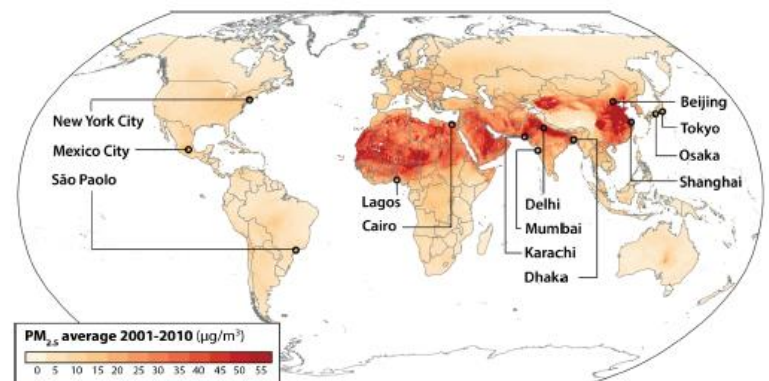 New York City
Mexico City
São Paolo
Lagos
Cairo
Delhi
Mumbai
Karachi
Dhaka
Beijing
Tokyo
Osaka
Shanghai
PM2.5 average 2001-2010 (μg/m³)
0 5 10 15 20 25 30 35 40 45 50 55